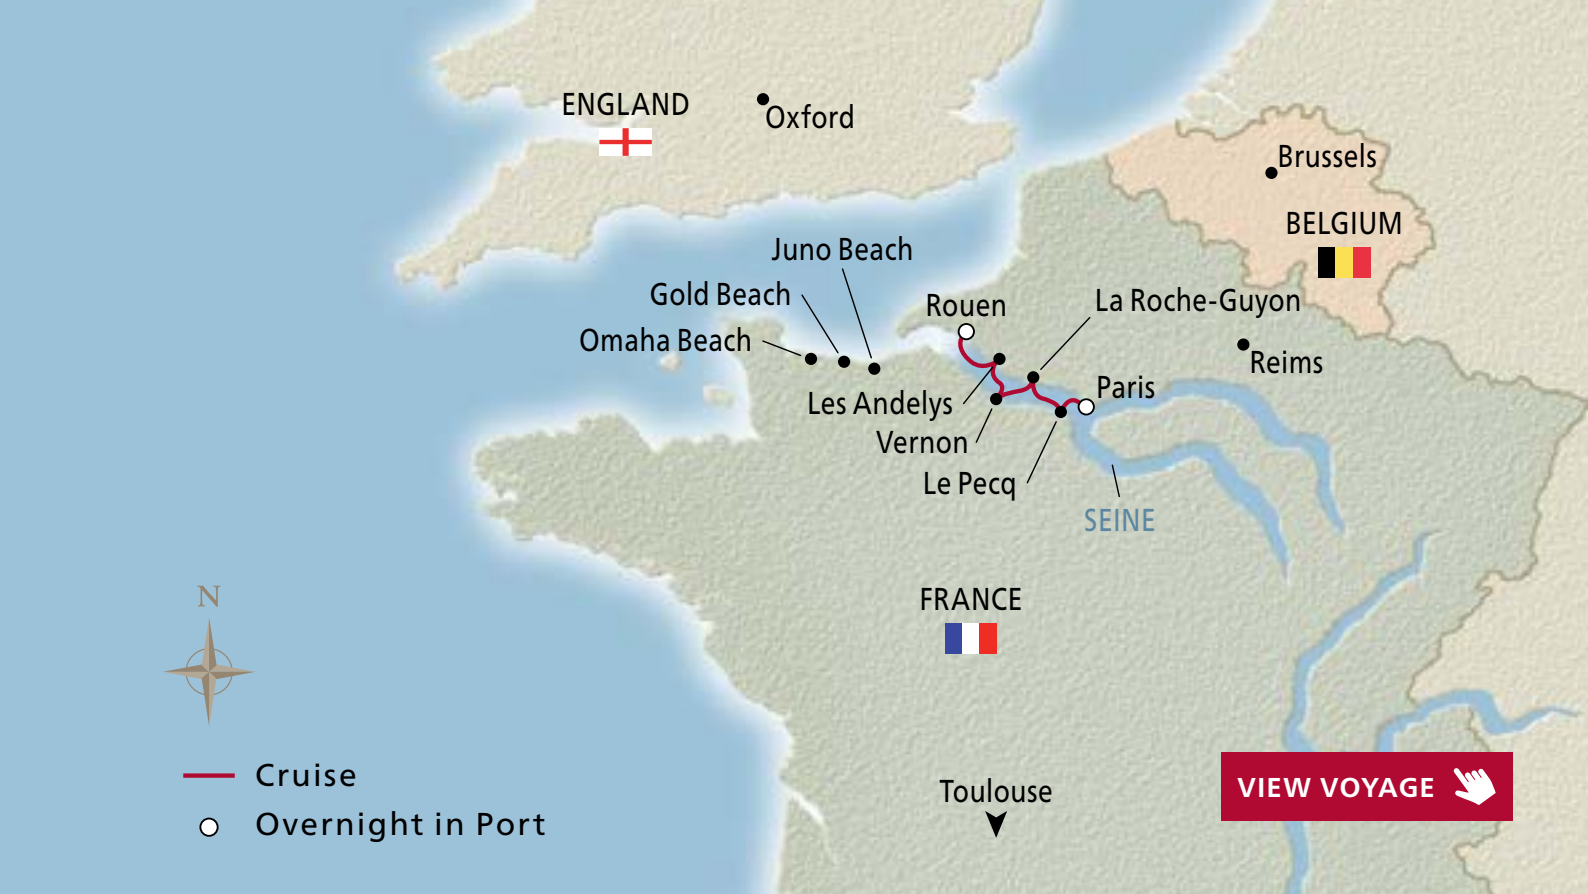 ENGLAND
Oxford
Brussels
BELGIUM
Juno Beach
Gold Beach
Omaha Beach
Rouen
La Roche-Guyon
Reims
Paris
Les Andelys
Vernon
Le Pecq
SEINE
FRANCE
N
Cruise
Overnight in Port
Toulouse
VIEW VOYAGE